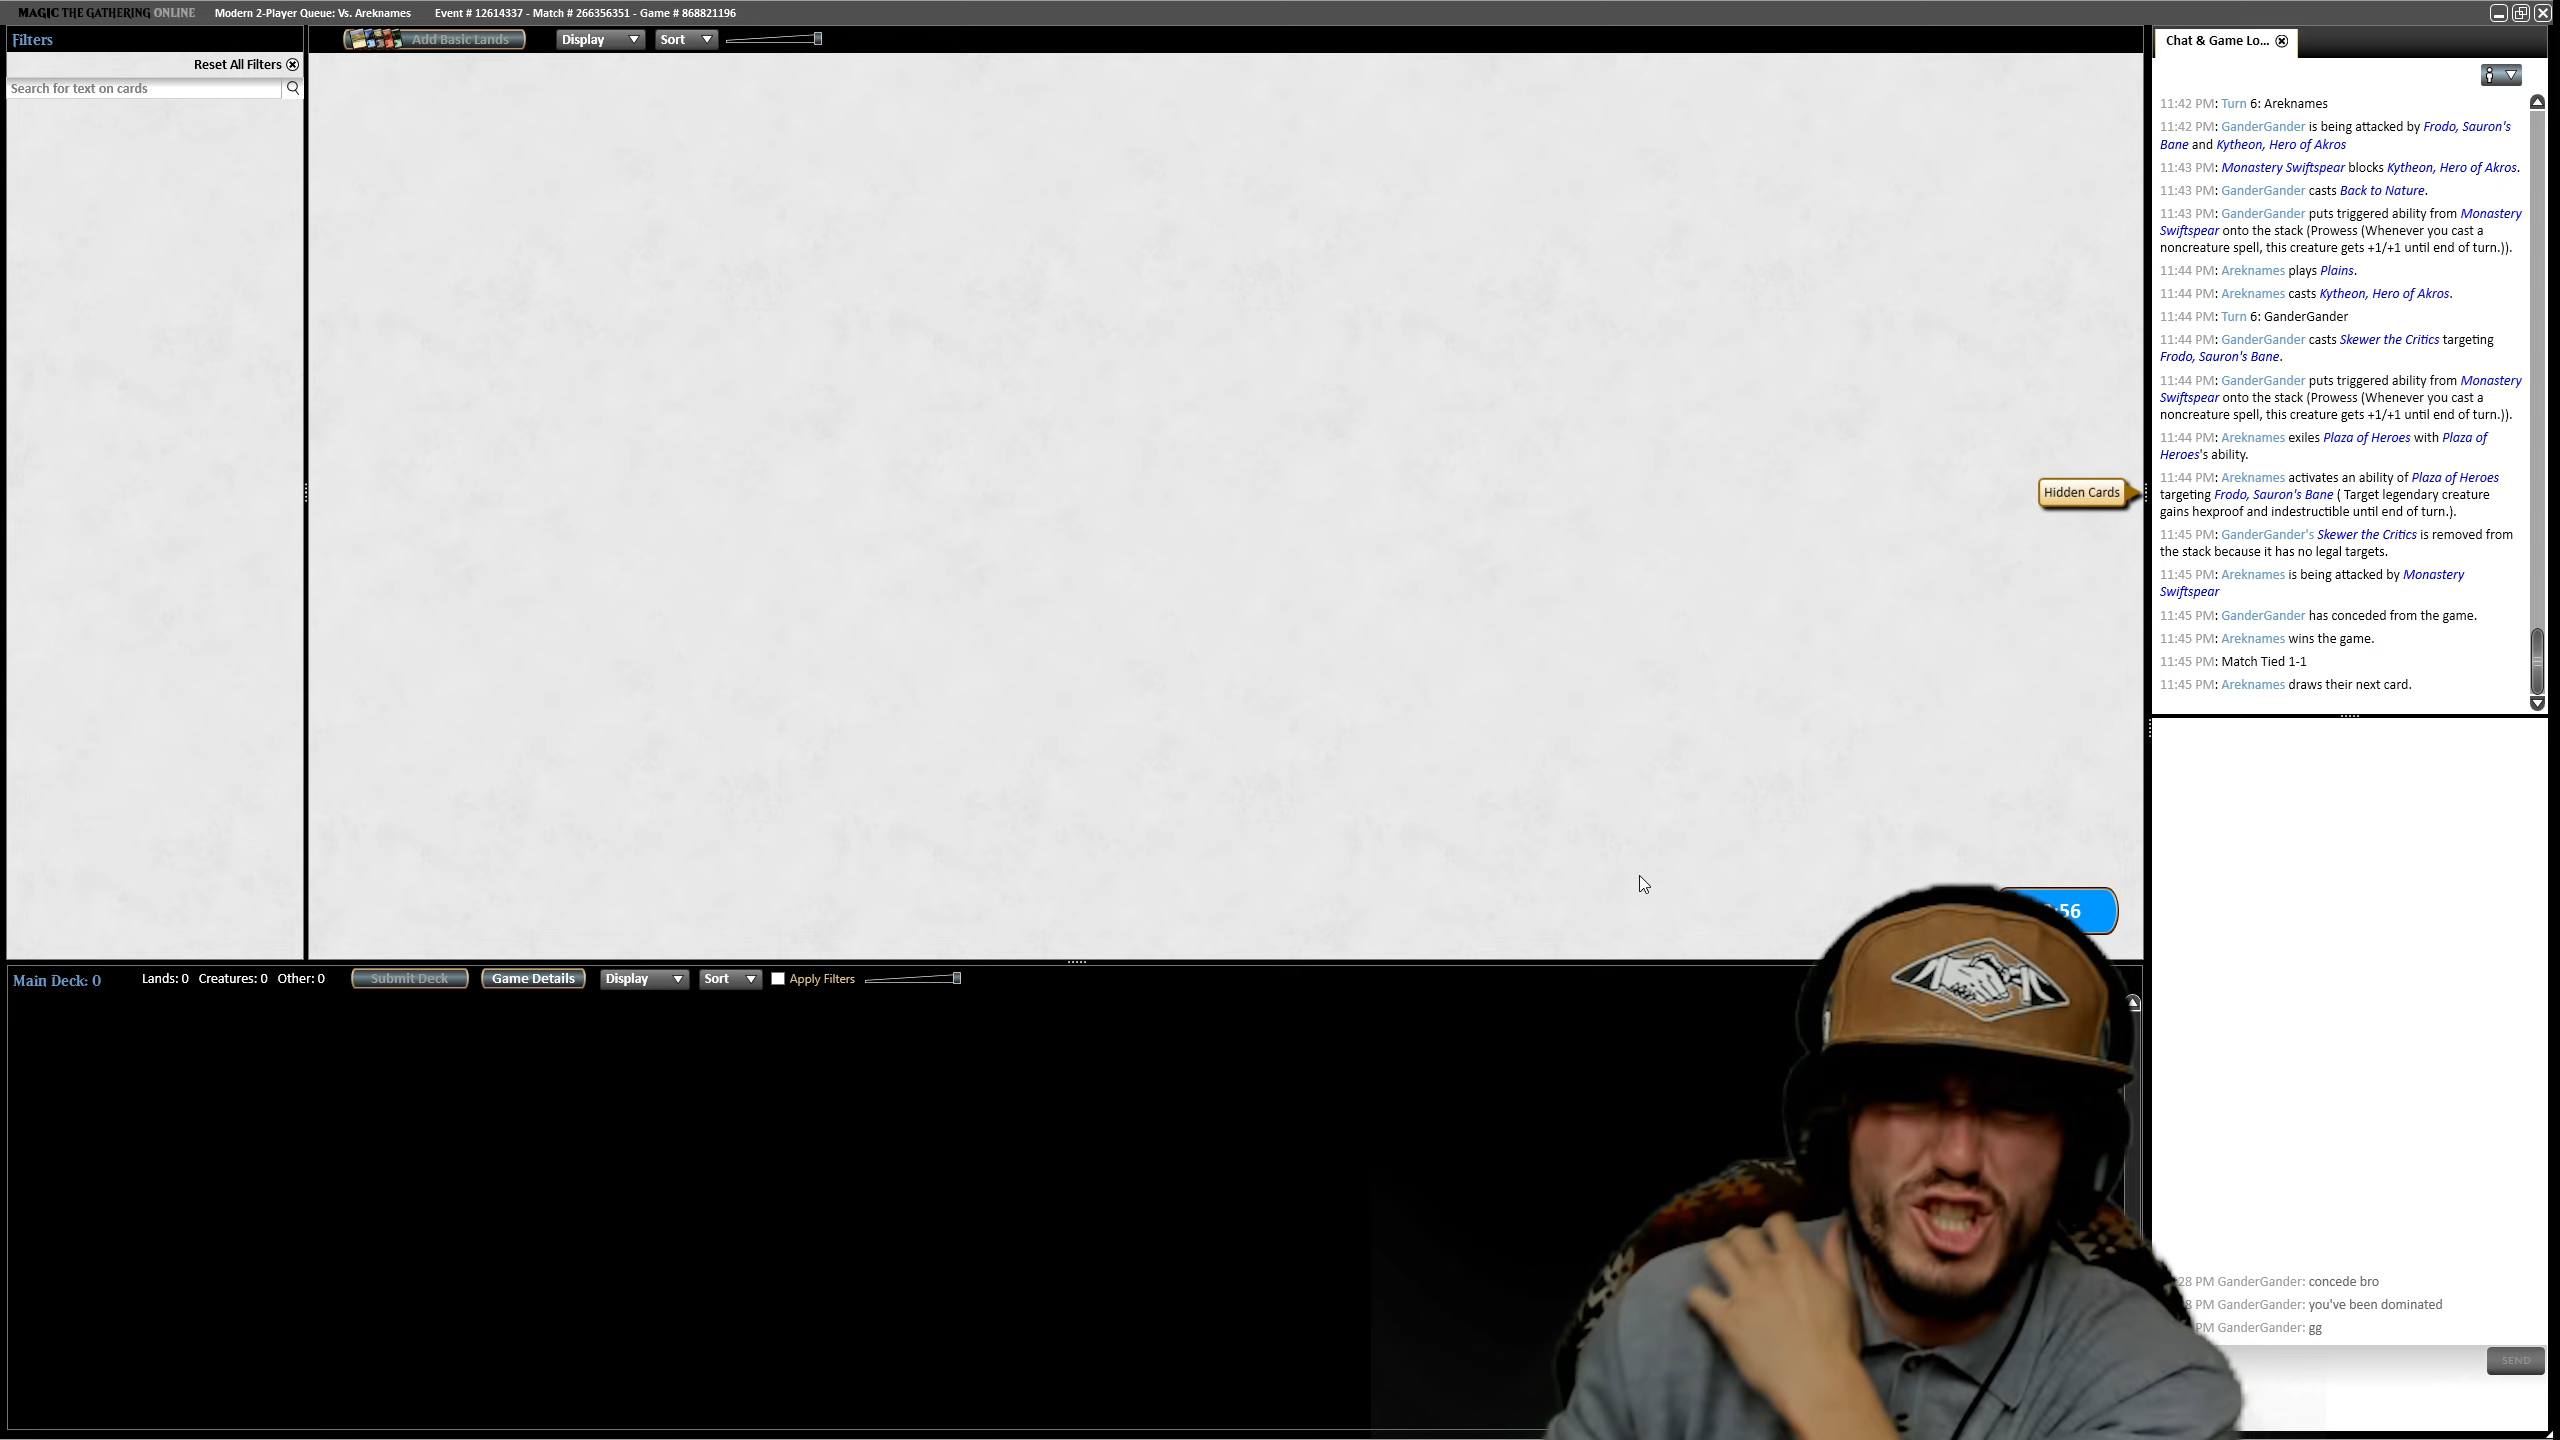 MAGIC THE GATHERING ONLINE Modern 2-Player Queue: Vs. Areknames Event # 12614337 - Match # 266356351 - Game # 868821196
Filters
Reset All Filters
Search for text on cards
Add Basic Lands Display Sort
Chat & Game Lo...
11:42 PM: Turn 6: Areknames
11:42 PM: GanderGander is being attacked by Frodo, Sauron's
Bane and Kytheon, Hero of Akros
11:43 PM: Monastery Swiftspear blocks Kytheon, Hero of Akros.
11:43 PM: GanderGander casts Back to Nature.
11:43 PM: GanderGander puts triggered ability from Monastery
Swiftspear onto the stack (Prowess (Whenever you cast a
noncreature spell, this creature gets +1/+1 until end of turn.)).
11:44 PM: Areknames plays Plains.
11:44 PM: Areknames casts Kytheon, Hero of Akros.
11:44 PM: Turn 6: GanderGander
11:44 PM: GanderGander casts Skewer the Critics targeting
Frodo, Sauron's Bane.
11:44 PM: GanderGander puts triggered ability from Monastery
Swiftspear onto the stack (Prowess (Whenever you cast a
noncreature spell, this creature gets +1/+1 until end of turn.)).
11:44 PM: Areknames exiles Plaza of Heroes with Plaza of
Heroes's ability.
11:44 PM: Areknames activates an ability of Plaza of Heroes
targeting Frodo, Sauron's Bane ( Target legendary creature
gains hexproof and indestructible until end of turn.).
11:45 PM: GanderGander's Skewer the Critics is removed from
the stack because it has no legal targets.
11:45 PM: Areknames is being attacked by Monastery
Swiftspear
11:45 PM: GanderGander has conceded from the game.
11:45 PM: Areknames wins the game.
11:45 PM: Match Tied 1-1
11:45 PM: Areknames draws their next card.
Hidden Cards
:56
Main Deck: 0 Lands: 0 Creatures: 0 Other: 0 Submit Deck Game Details Display Sort Apply Filters
28 PM GanderGander: concede bro
8 PM GanderGander: you've been dominated
PM GanderGander: gg
SEND